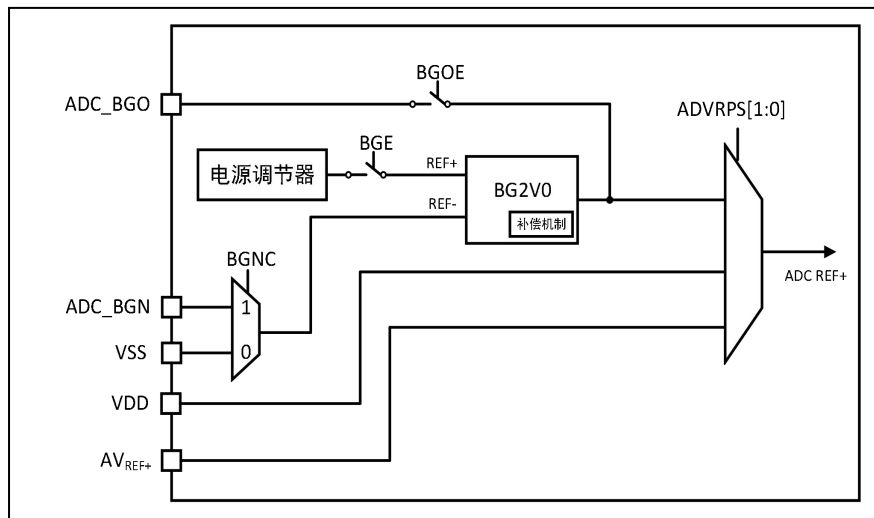 BGOE
ADC_BGO
ADVRPS[1:0]
BGE
电源调节器
REF+
BG2V0
REF-
补偿机制
BGNC
ADC REF+
ADC_BGN
1
VSS
0
VDD
AVREF+